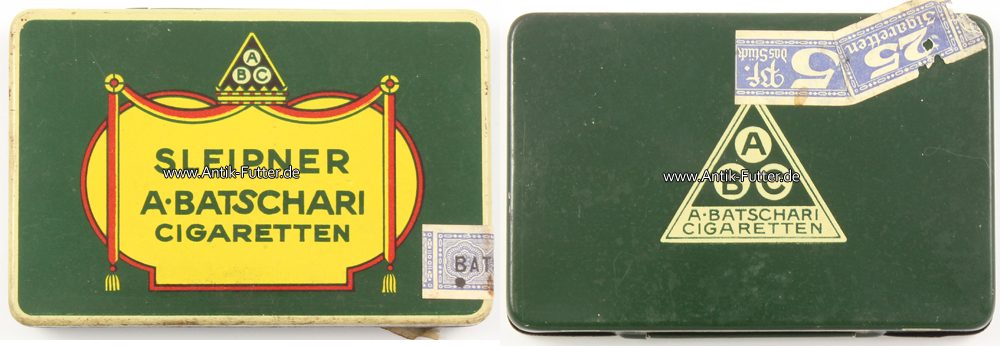 A
B C
SLEIPNER
www.Antik-Futter.de
A·BATSCHARI
CIGARETTEN
BAT
25 Zigaretten
5 Pf.
das Stück
A
www.Antik-Futter.de
B C
A·BATSCHARI
CIGARETTEN